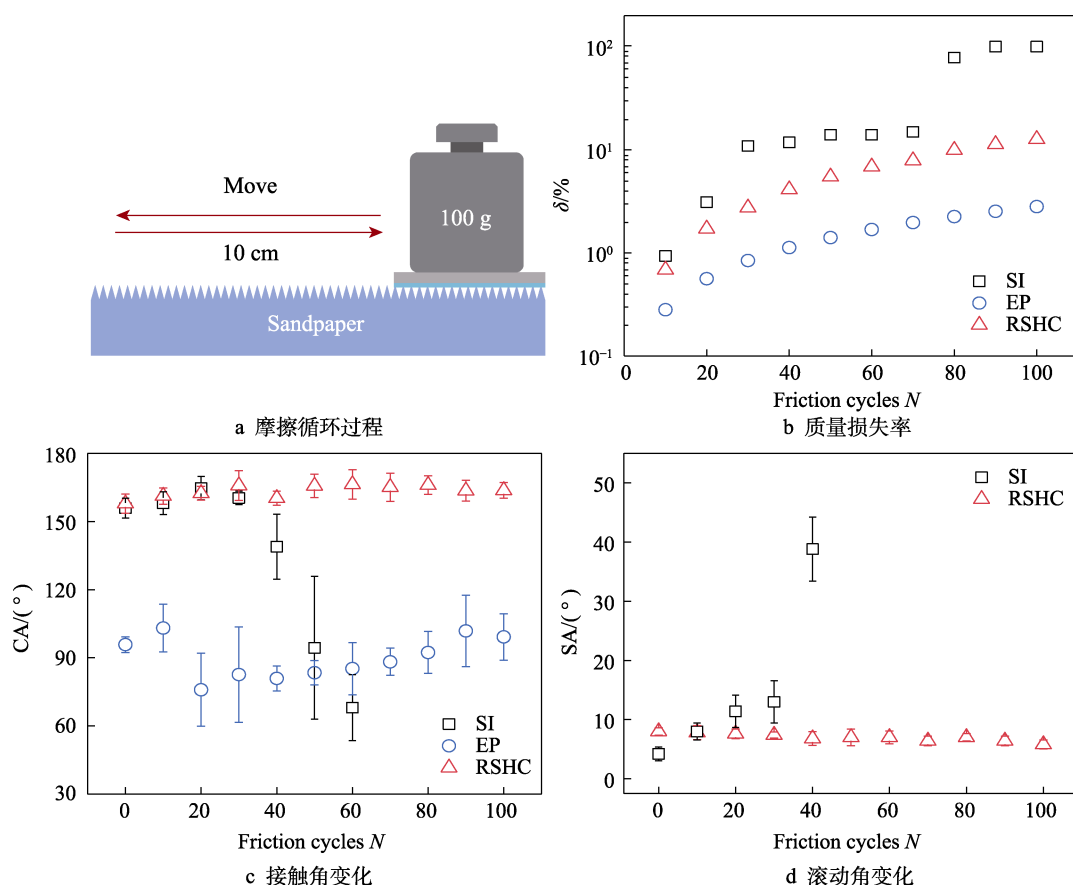 Move
10 cm
100 g
Sandpaper
a 摩擦循环过程
δ/%
10²
10¹
10⁰
10⁻¹
SI
EP
RSHC
0 20 40 60 80 100
Friction cycles N
b 质量损失率
CA/(°)
180
150
120
90
60
30
SI
EP
RSHC
0 20 40 60 80 100
Friction cycles N
c 接触角变化
SA/(°)
50
40
30
20
10
0
SI
RSHC
0 20 40 60 80 100
Friction cycles N
d 滚动角变化